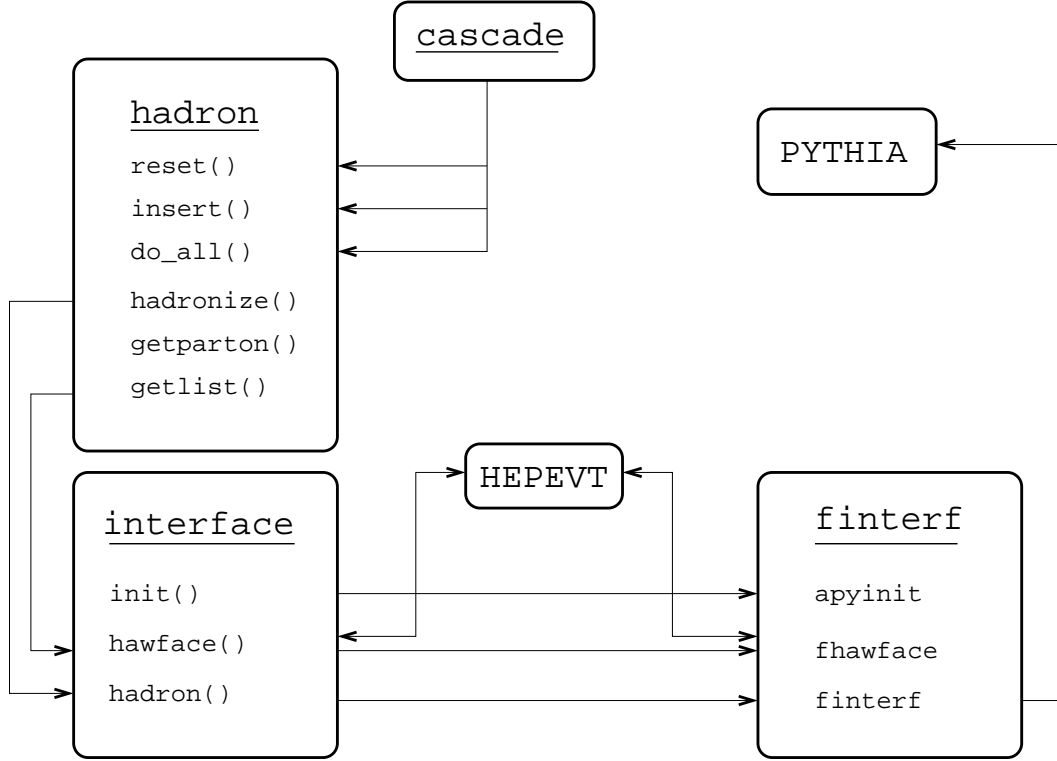 cascade
hadron
reset()
insert()
do_all()
hadronize()
getparton()
getlist()
PYTHIA
HEPEVT
interface
init()
hawface()
hadron()
finterf
apyinit
fhawface
finterf